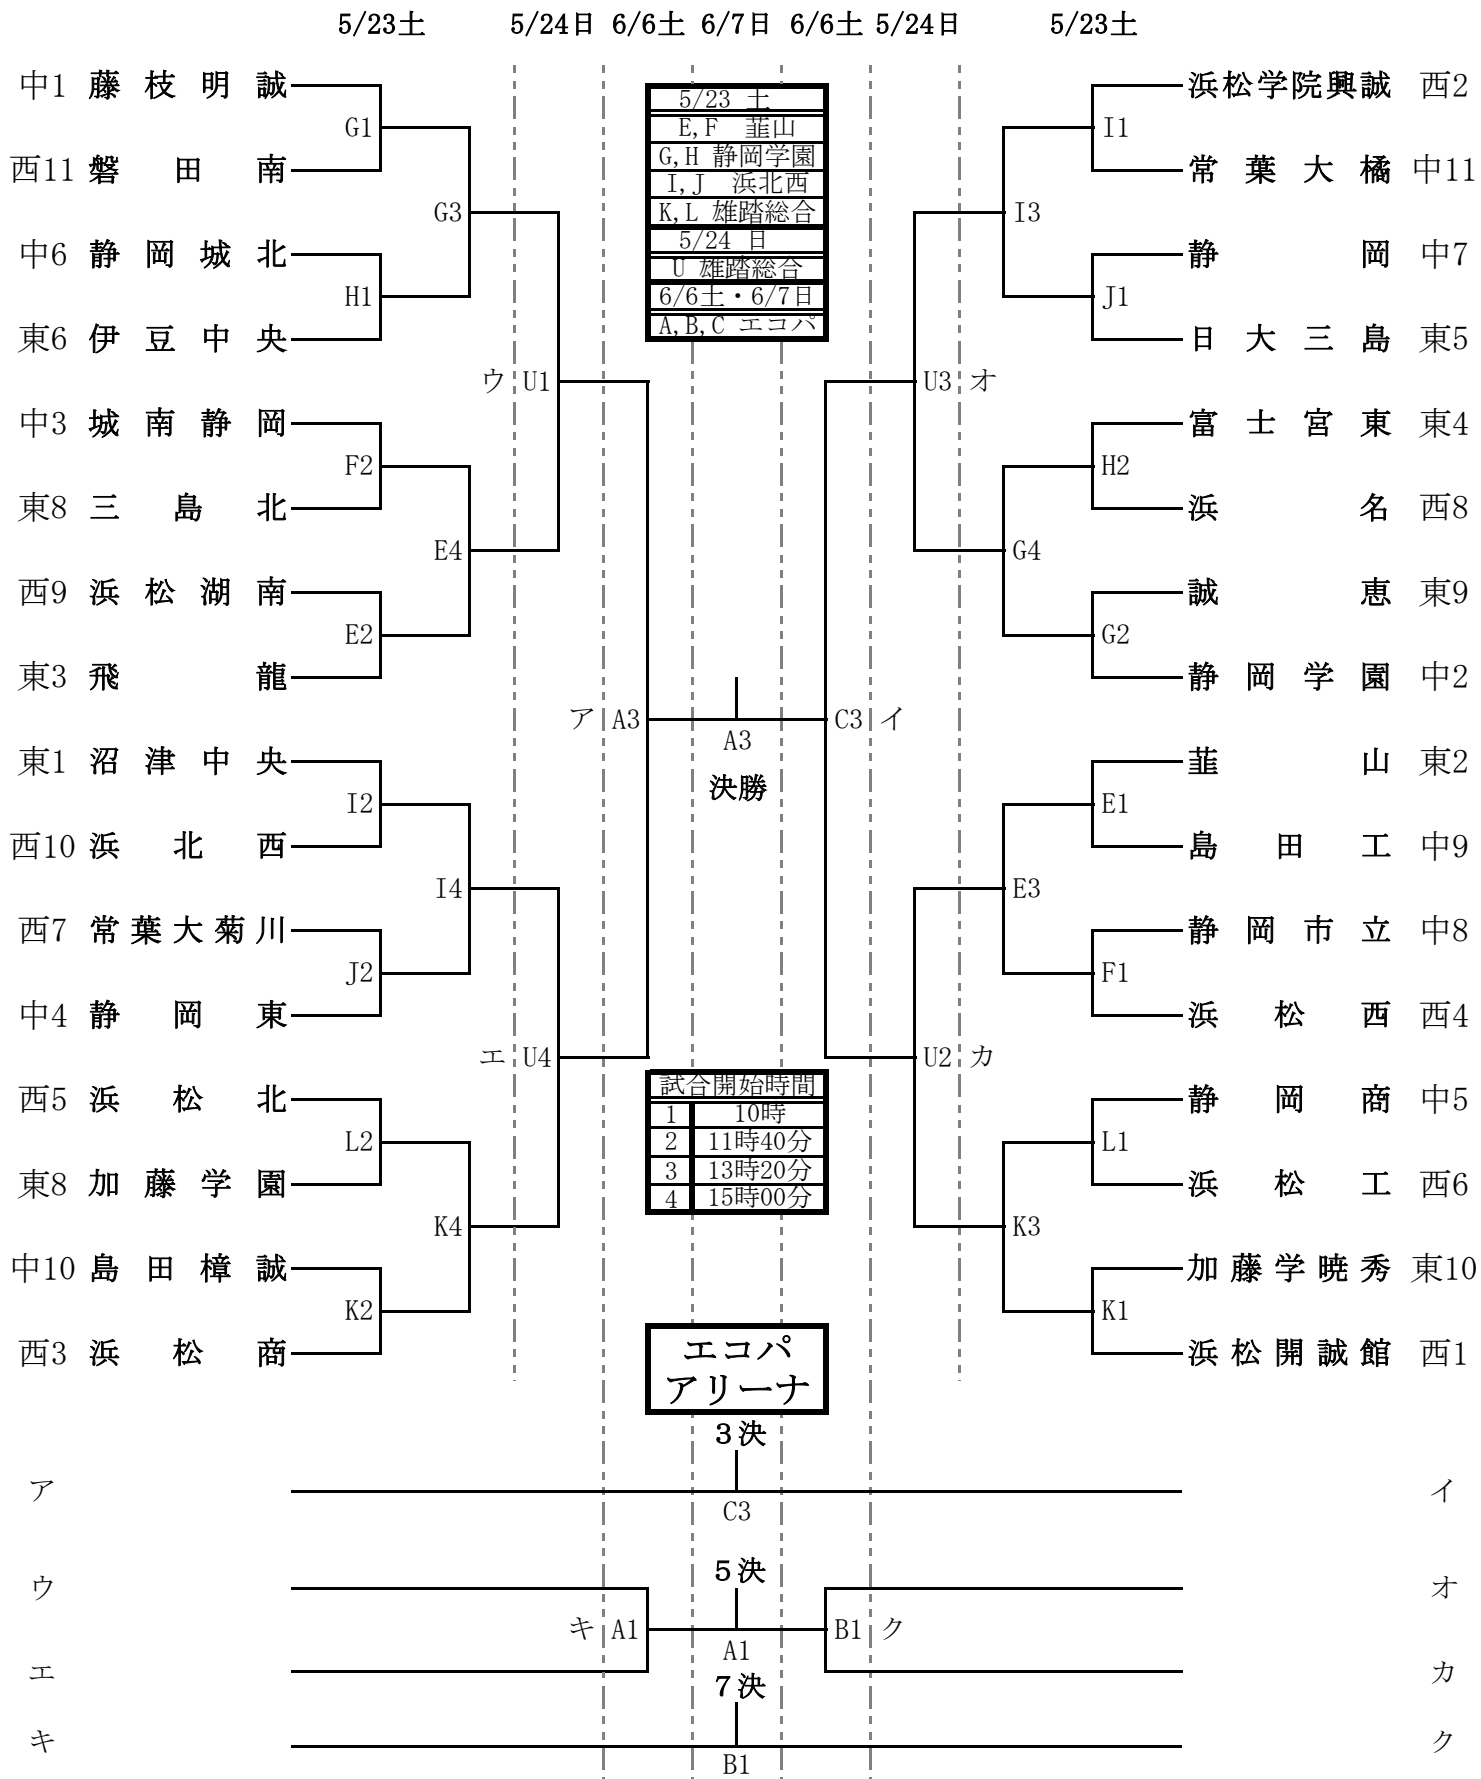 5/23土 5/24日 6/6土 6/7日 6/6土 5/24日 5/23土
中1 藤枝明誠
G1
西11 磐田南
G3
中6 静岡城北
H1
東6 伊豆中央
ウ U1
中3 城南静岡
F2
東8 三島北
E4
西9 浜松湖南
E2
東3 飛龍
ア A3
東1 沼津中央
I2
西10 浜北西
I4
西7 常葉大菊川
J2
中4 静岡東
エ U4
西5 浜松北
L2
東8 加藤学園
K4
中10 島田樟誠
K2
西3 浜松商
5/23 土
E,F 韮山
G,H 静岡学園
I,J 浜北西
K,L 雄踏総合
5/24 日
U 雄踏総合
6/6土・6/7日
A,B,C エコパ
A3
決勝
試合開始時間
1 10時
2 11時40分
3 13時20分
4 15時00分
エコパ
アリーナ
浜松学院興誠 西2
I1
常葉大橘 中11
I3
静岡 中7
J1
日大三島 東5
U3 オ
富士宮東 東4
H2
浜名 西8
G4
誠恵 東9
G2
静岡学園 中2
C3 イ
韮山 東2
E1
島田工 中9
E3
静岡市立 中8
F1
浜松西 西4
U2 カ
静岡商 中5
L1
浜松工 西6
K3
加藤学暁秀 東10
K1
浜松開誠館 西1
3決
ア イ
C3
5決
ウ オ
キ A1 B1 ク
A1
エ カ
7決
キ ク
B1